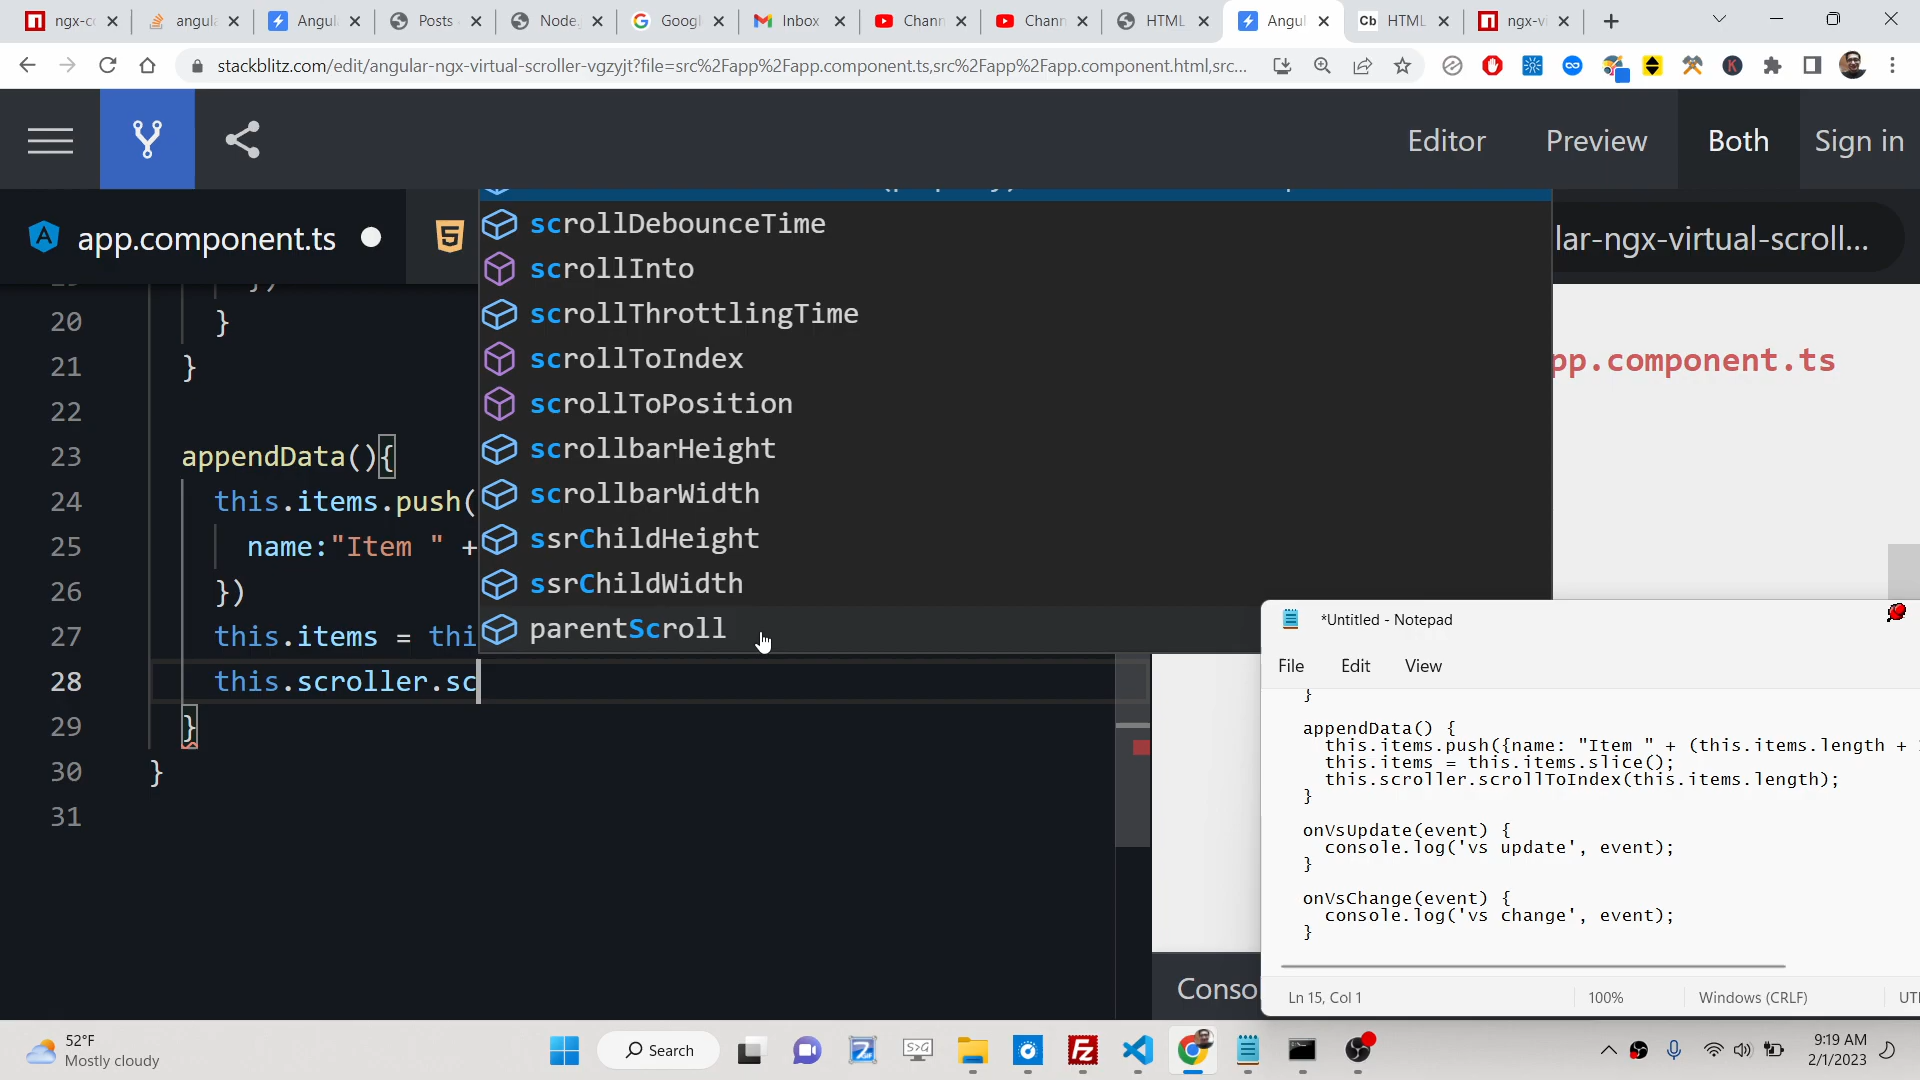 ngx-c
angula
Angul
Posts
Node.
Googl
Inbox
Chann
Chann
HTML
Angul
Cb HTML
ngx-vi
stackblitz.com/edit/angular-ngx-virtual-scroller-vgzyjt?file=src%2Fapp%2Fapp.component.ts,src%2Fapp%2Fapp.component.html,src...
Editor Preview Both Sign in
app.component.ts
lar-ngx-virtual-scroll...
scrollDebounceTime
scrollInto
scrollThrottlingTime
scrollToIndex
scrollToPosition
scrollbarHeight
scrollbarWidth
ssrChildHeight
ssrChildWidth
parentScroll
})
20 }
21 }
22
23 appendData(){
24 this.items.push(
25 name:"Item " +
26 })
27 this.items = thi
28 this.scroller.sc
29 }
30 }
31
pp.component.ts
*Untitled - Notepad
File Edit View
}
appendData() {
this.items.push({name: "Item " + (this.items.length +
this.items = this.items.slice();
this.scroller.scrollToIndex(this.items.length);
}
onVsUpdate(event) {
console.log('vs update', event);
}
onVsChange(event) {
console.log('vs change', event);
}
Ln 15, Col 1 100% Windows (CRLF) UTI
Conso
52°F
Mostly cloudy
Search
9:19 AM
2/1/2023